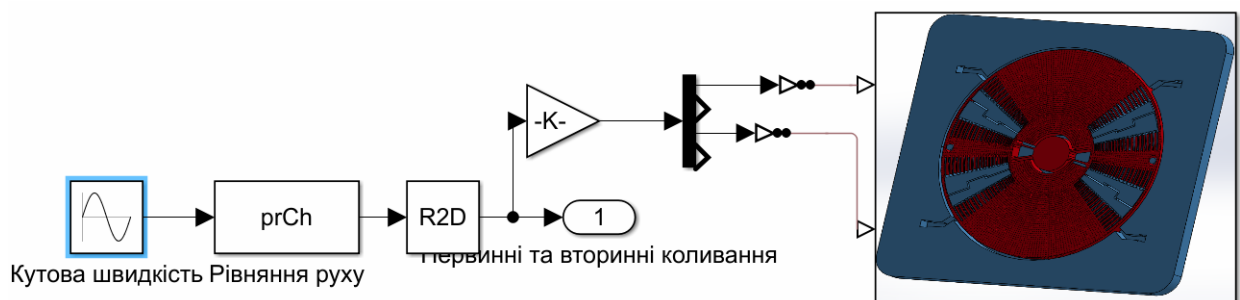 -K-
prCh
R2D
1
Первинні та вторинні коливання
Кутова швидкість Рівняння руху